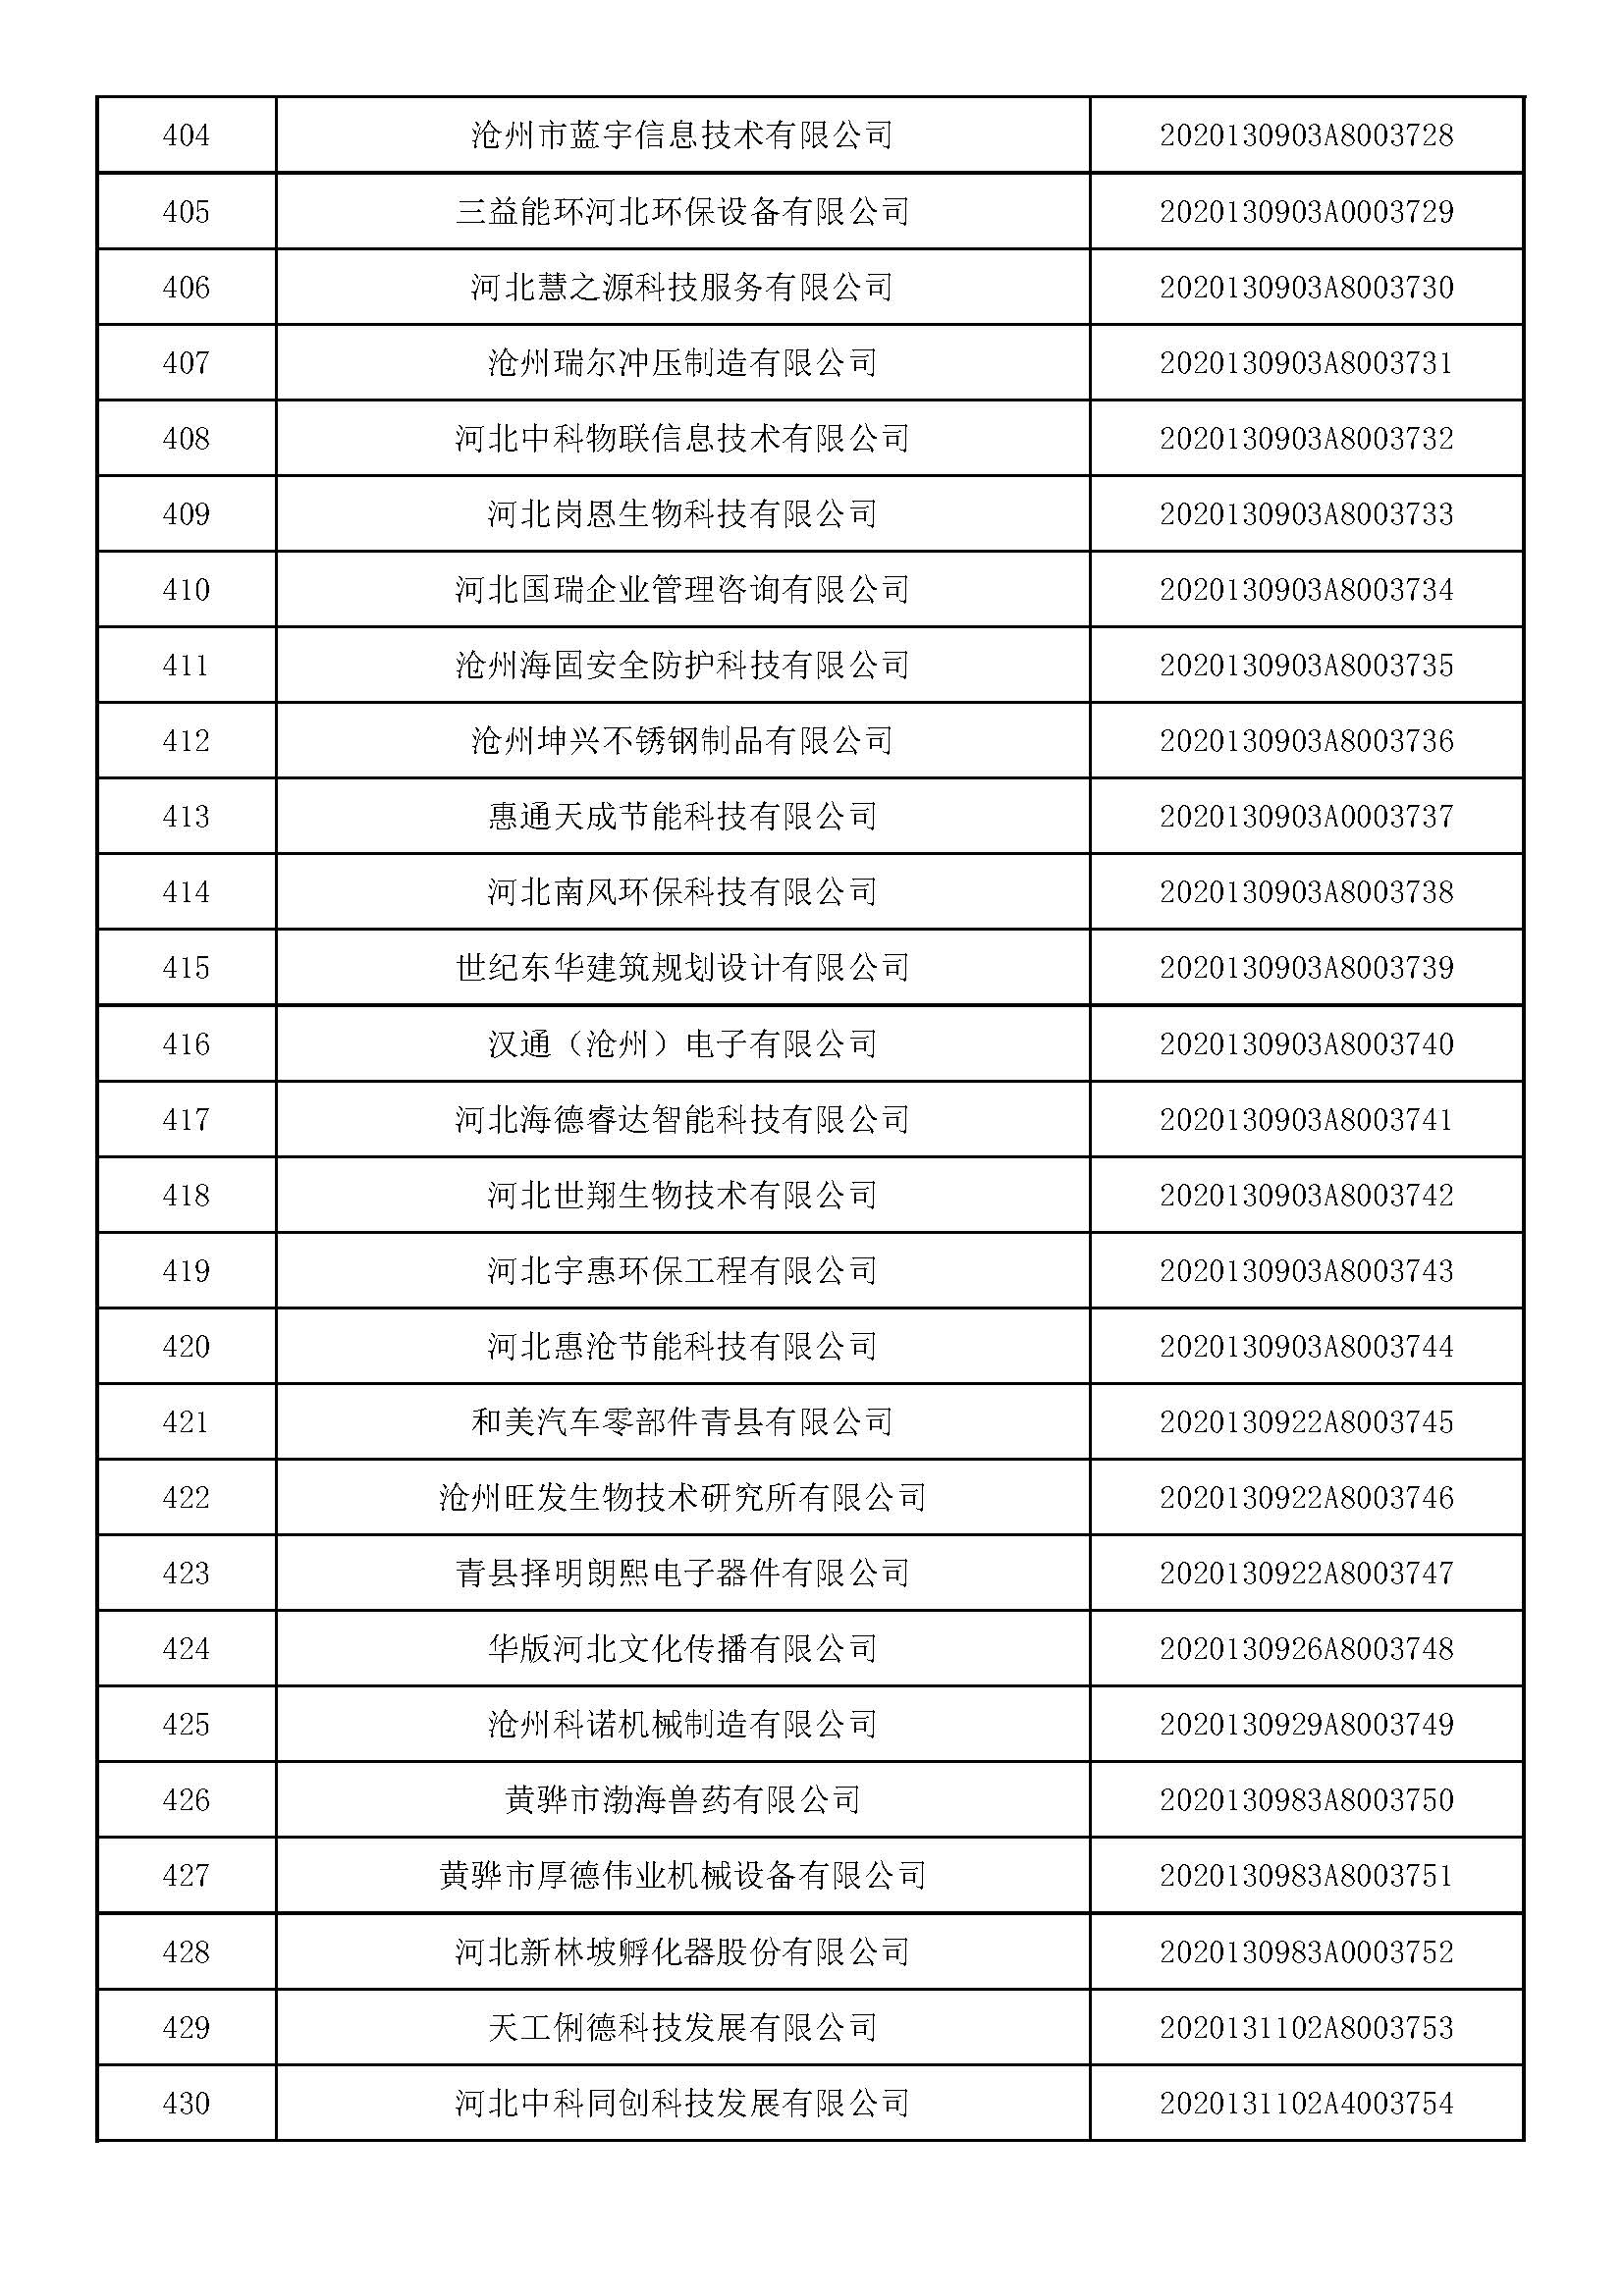 404 沧州市蓝宇信息技术有限公司 2020130903A8003728
405 三益能环河北环保设备有限公司 2020130903A0003729
406 河北慧之源科技服务有限公司 2020130903A8003730
407 沧州瑞尔冲压制造有限公司 2020130903A8003731
408 河北中科物联信息技术有限公司 2020130903A8003732
409 河北岗恩生物科技有限公司 2020130903A8003733
410 河北国瑞企业管理咨询有限公司 2020130903A8003734
411 沧州海固安全防护科技有限公司 2020130903A8003735
412 沧州坤兴不锈钢制品有限公司 2020130903A8003736
413 惠通天成节能科技有限公司 2020130903A0003737
414 河北南风环保科技有限公司 2020130903A8003738
415 世纪东华建筑规划设计有限公司 2020130903A8003739
416 汉通（沧州）电子有限公司 2020130903A8003740
417 河北海德睿达智能科技有限公司 2020130903A8003741
418 河北世翔生物技术有限公司 2020130903A8003742
419 河北宇惠环保工程有限公司 2020130903A8003743
420 河北惠沧节能科技有限公司 2020130903A8003744
421 和美汽车零部件青县有限公司 2020130922A8003745
422 沧州旺发生物技术研究所有限公司 2020130922A8003746
423 青县择明朗熙电子器件有限公司 2020130922A8003747
424 华版河北文化传播有限公司 2020130926A8003748
425 沧州科诺机械制造有限公司 2020130929A8003749
426 黄骅市渤海兽药有限公司 2020130983A8003750
427 黄骅市厚德伟业机械设备有限公司 2020130983A8003751
428 河北新林坡孵化器股份有限公司 2020130983A0003752
429 天工俐德科技发展有限公司 2020131102A8003753
430 河北中科同创科技发展有限公司 2020131102A4003754